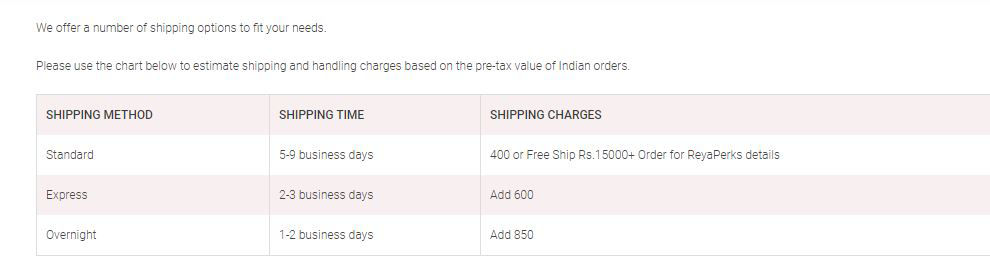 We offer a number of shipping options to fit your needs.
Please use the chart below to estimate shipping and handling charges based on the pre-tax value of Indian orders.
SHIPPING METHOD SHIPPING TIME SHIPPING CHARGES
Standard 5-9 business days 400 or Free Ship Rs.15000+ Order for ReyaPerks details
Express 2-3 business days Add 600
Overnight 1-2 business days Add 850